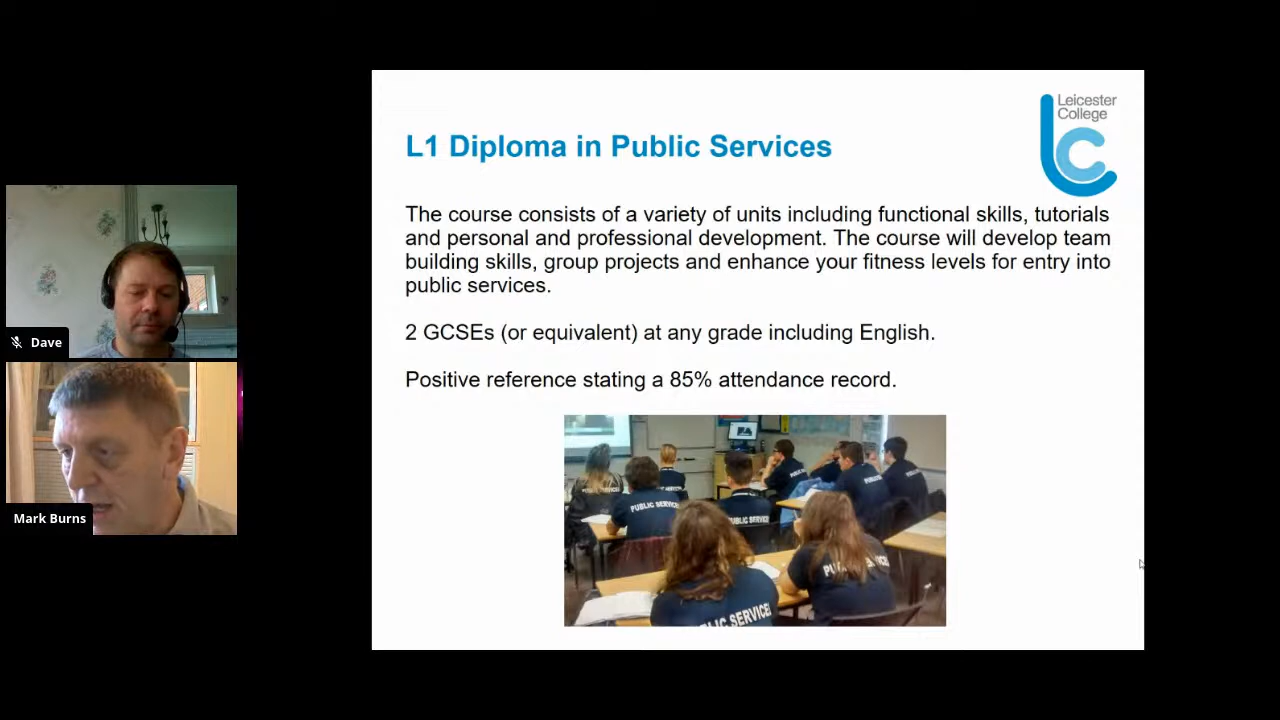 Leicester
College
L1 Diploma in Public Services
The course consists of a variety of units including functional skills, tutorials
and personal and professional development. The course will develop team
building skills, group projects and enhance your fitness levels for entry into
public services.
2 GCSEs (or equivalent) at any grade including English.
Positive reference stating a 85% attendance record.
Dave
Mark Burns
PUBLIC SERVICE
PUBLIC SERVICE